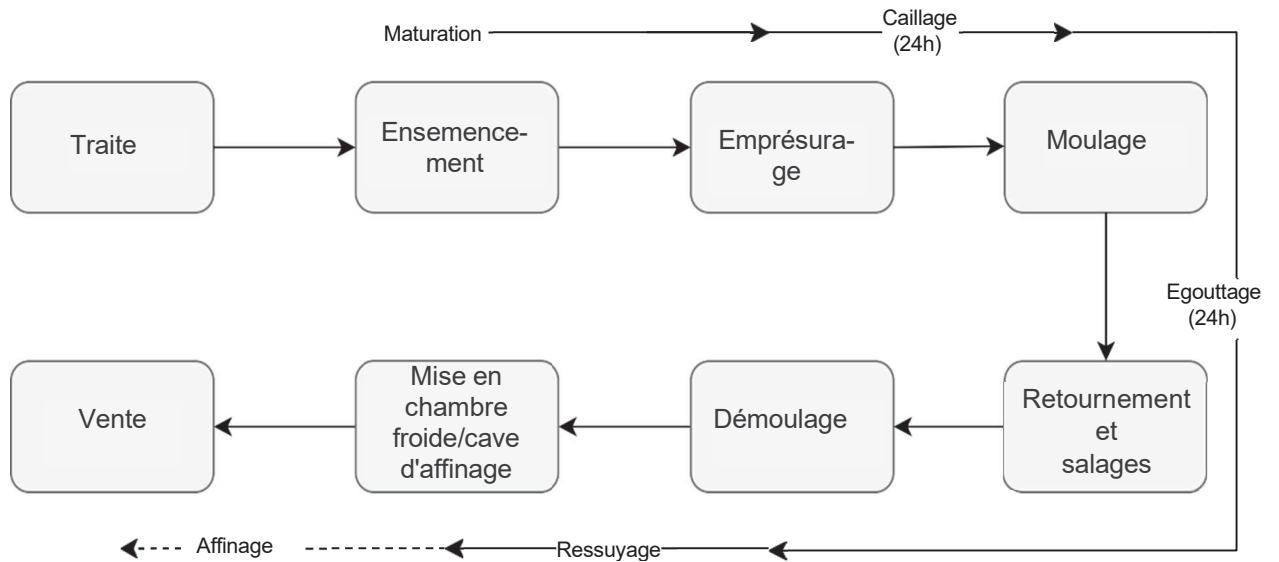 Maturation
Caillage
(24h)
Traite
Ensemence-
ment
Emprésura-
ge
Moulage
Egouttage
(24h)
Vente
Mise en
chambre
froide/cave
d'affinage
Démoulage
Retournement
et
salages
Affinage
Ressuyage